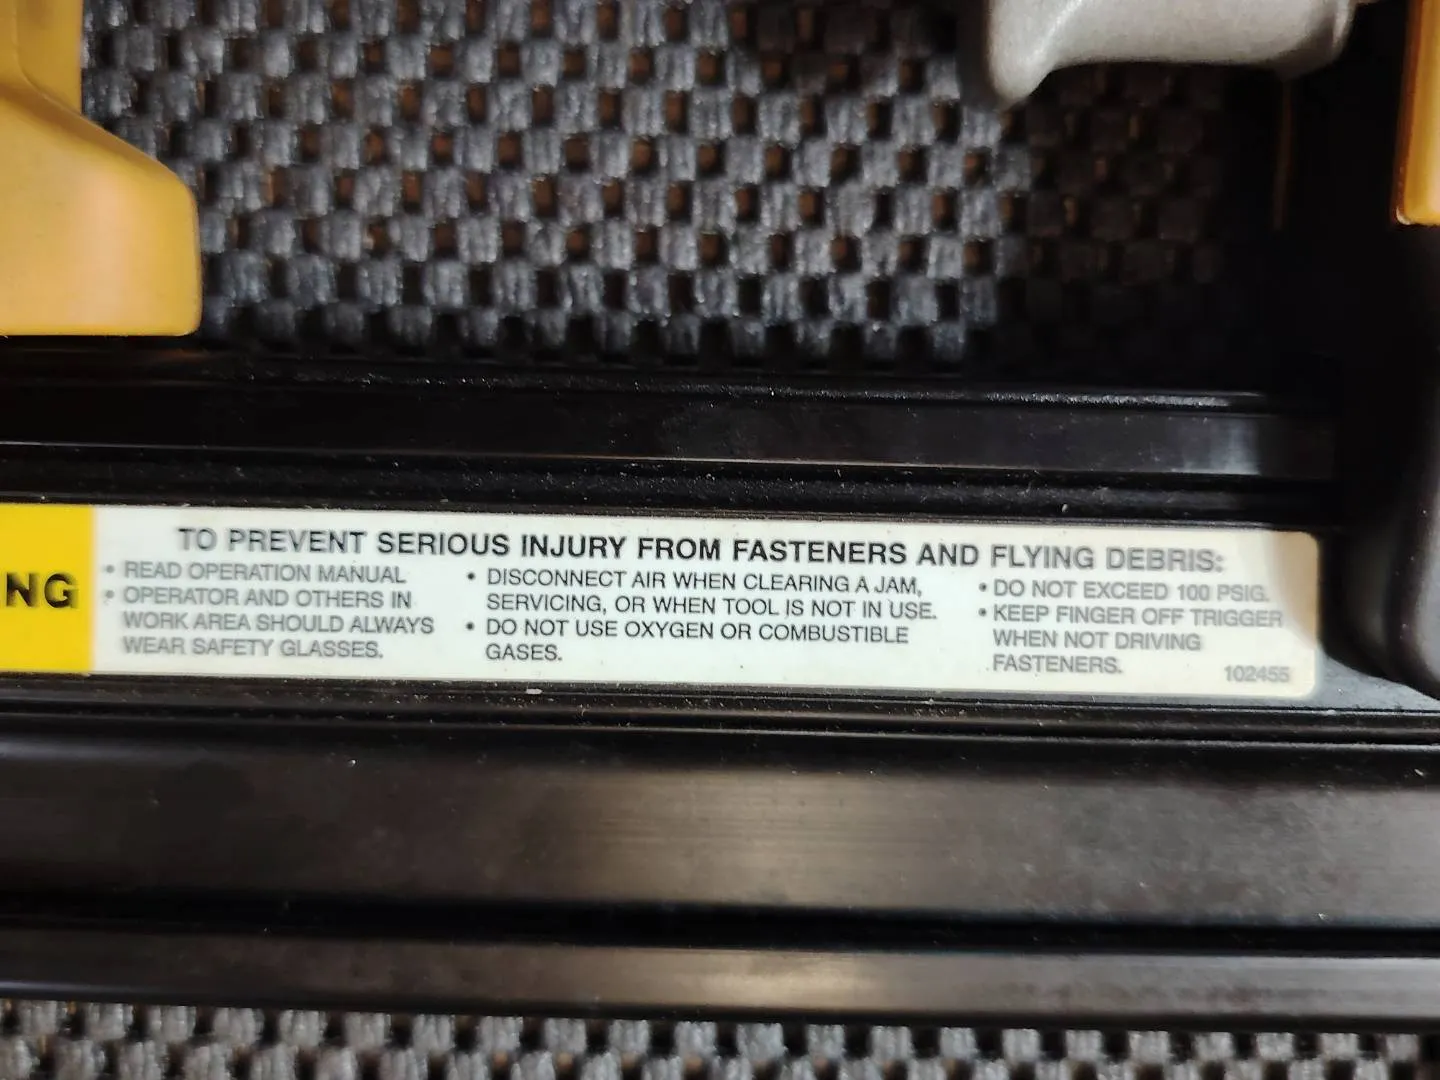 NG
TO PREVENT SERIOUS INJURY FROM FASTENERS AND FLYING DEBRIS:
• READ OPERATION MANUAL
• OPERATOR AND OTHERS IN
WORK AREA SHOULD ALWAYS
WEAR SAFETY GLASSES.
• DISCONNECT AIR WHEN CLEARING A JAM,
SERVICING, OR WHEN TOOL IS NOT IN USE.
• DO NOT USE OXYGEN OR COMBUSTIBLE
GASES.
• DO NOT EXCEED 100 PSIG.
• KEEP FINGER OFF TRIGGER
WHEN NOT DRIVING
FASTENERS.
102455